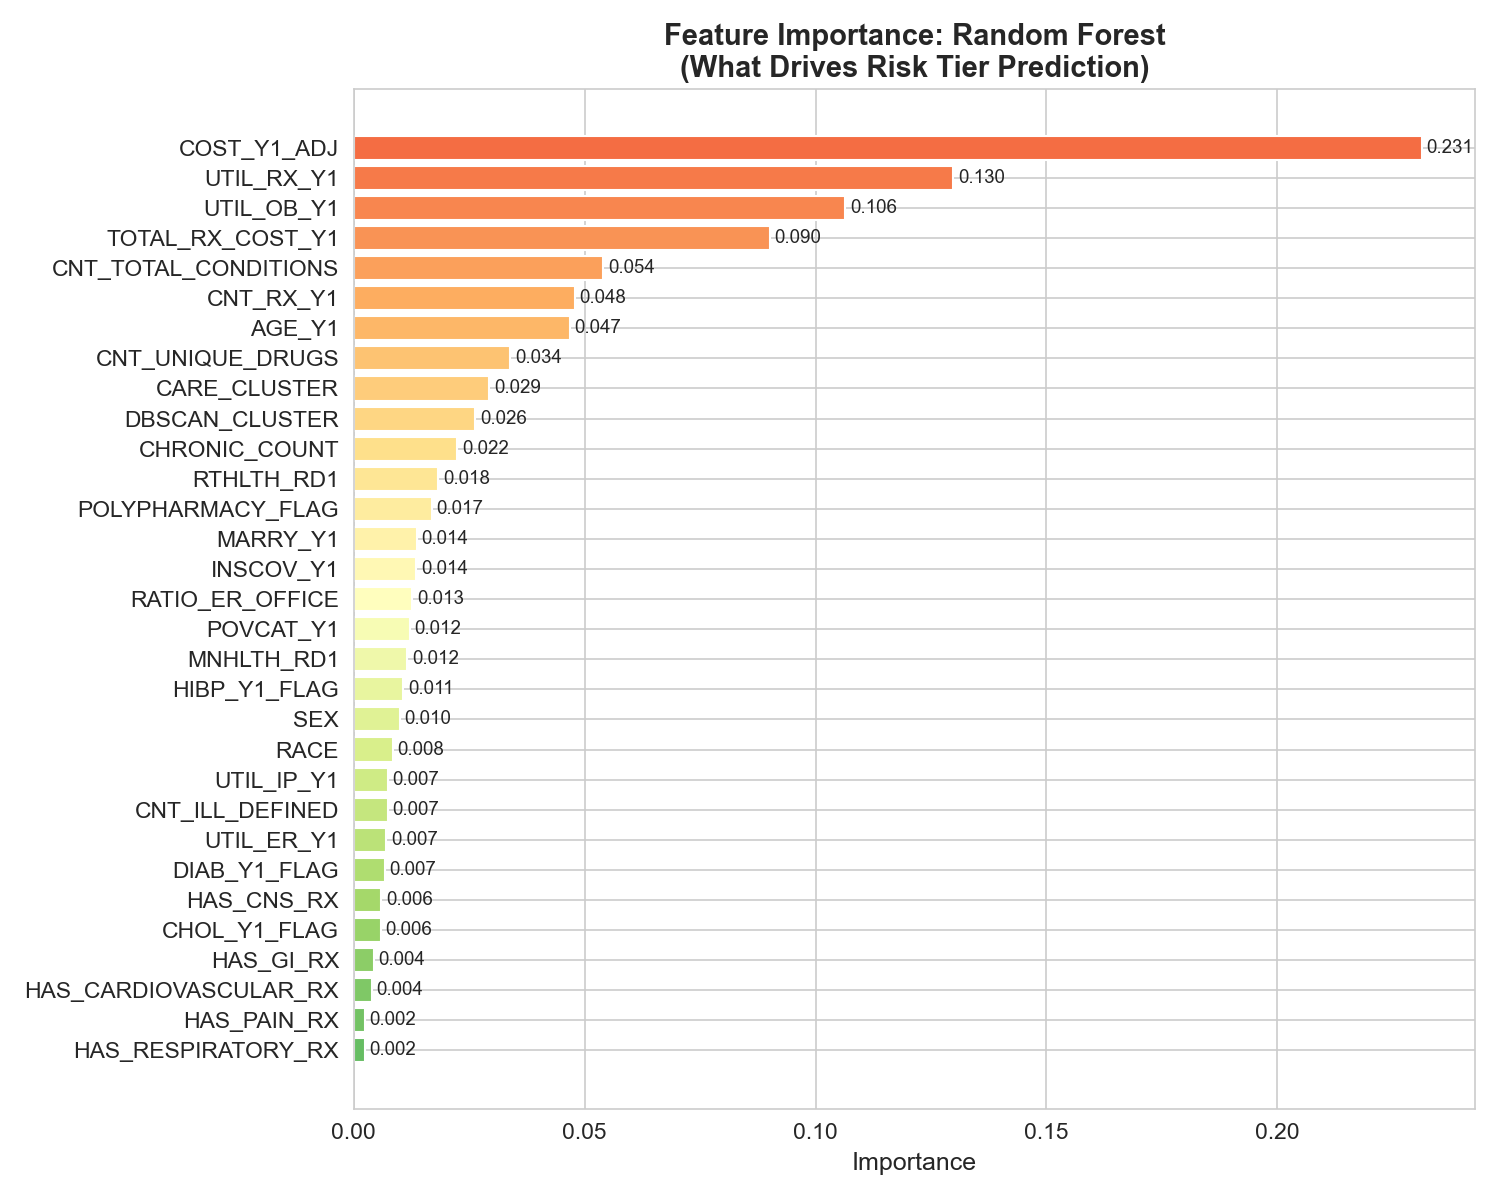 Feature Importance: Random Forest
(What Drives Risk Tier Prediction)
COST_Y1_ADJ 0.231
UTIL_RX_Y1 0.130
UTIL_OB_Y1 0.106
TOTAL_RX_COST_Y1 0.090
CNT_TOTAL_CONDITIONS 0.054
CNT_RX_Y1 0.048
AGE_Y1 0.047
CNT_UNIQUE_DRUGS 0.034
CARE_CLUSTER 0.029
DBSCAN_CLUSTER 0.026
CHRONIC_COUNT 0.022
RTHLTH_RD1 0.018
POLYPHARMACY_FLAG 0.017
MARRY_Y1 0.014
INSCOV_Y1 0.014
RATIO_ER_OFFICE 0.013
POVCAT_Y1 0.012
MNHLTH_RD1 0.012
HIBP_Y1_FLAG 0.011
SEX 0.010
RACE 0.008
UTIL_IP_Y1 0.007
CNT_ILL_DEFINED 0.007
UTIL_ER_Y1 0.007
DIAB_Y1_FLAG 0.007
HAS_CNS_RX 0.006
CHOL_Y1_FLAG 0.006
HAS_GI_RX 0.004
HAS_CARDIOVASCULAR_RX 0.004
HAS_PAIN_RX 0.002
HAS_RESPIRATORY_RX 0.002
0.00 0.05 0.10 0.15 0.20
Importance